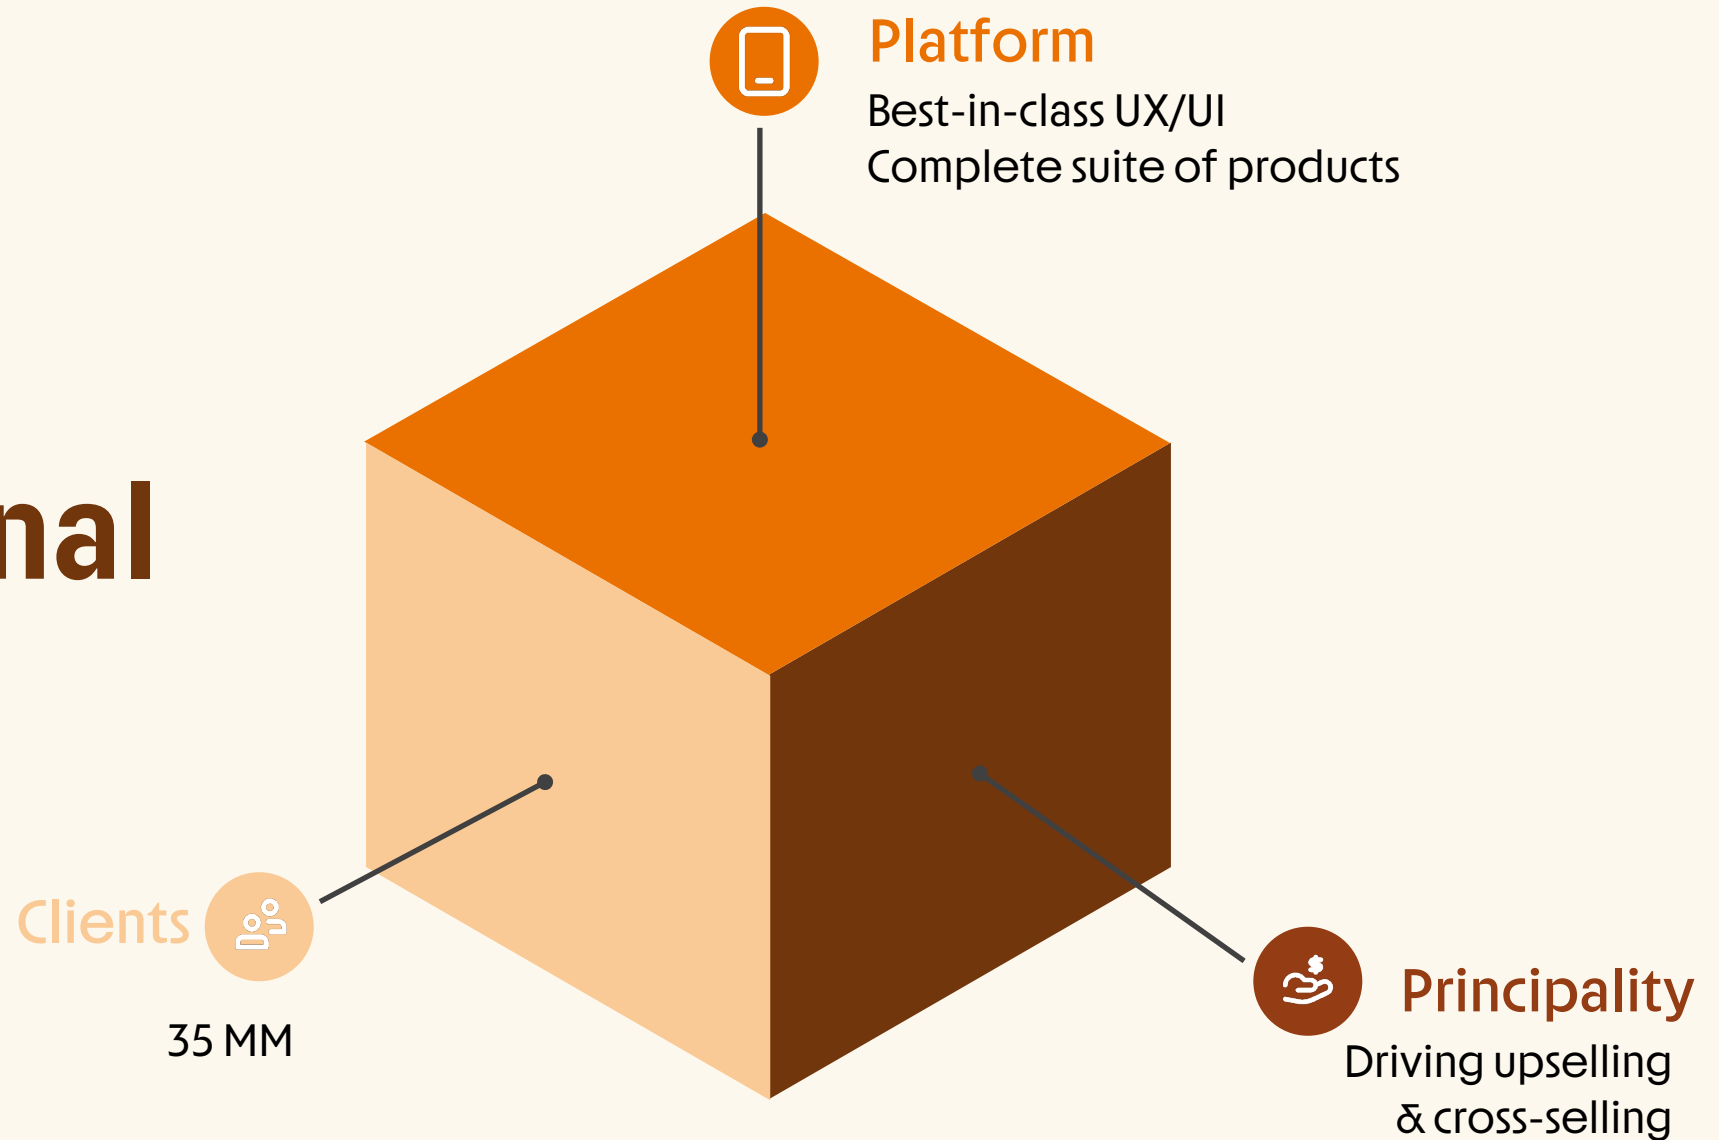 Platform
Best-in-class UX/UI
Complete suite of products
nal
Clients
35 MM
Principality
Driving upselling
& cross-selling